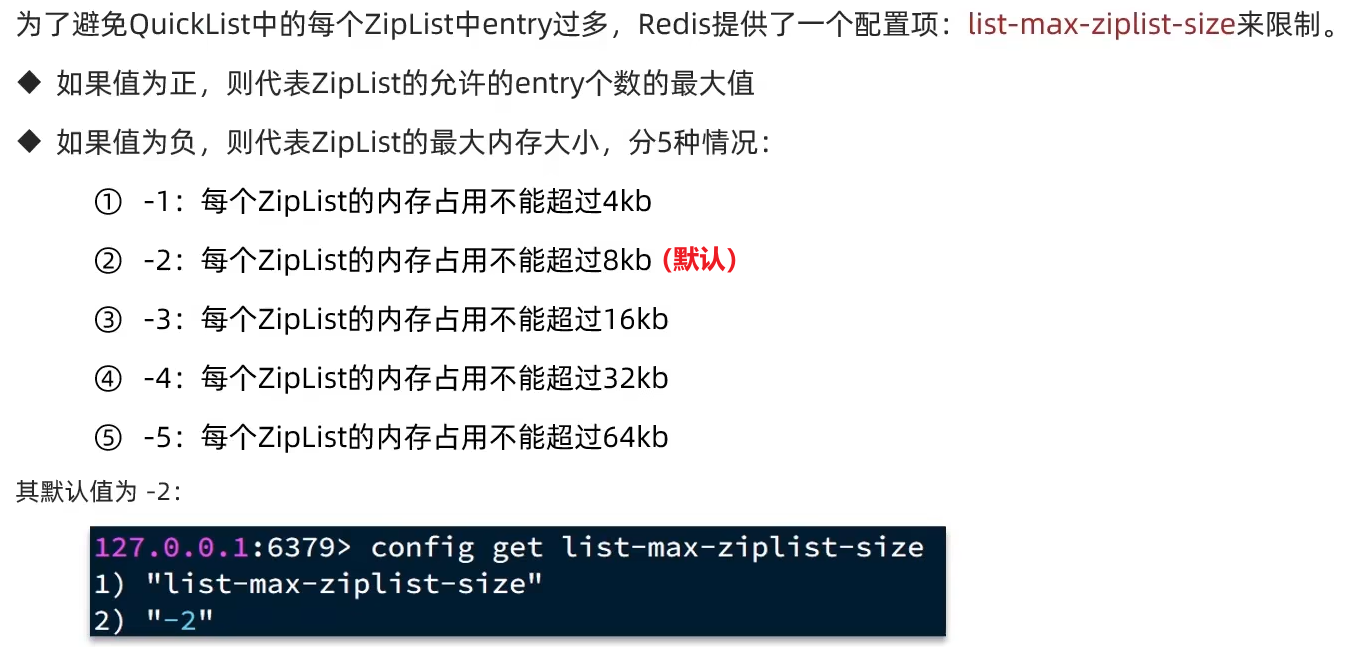 为了避免QuickList中的每个ZipList中entry过多，Redis提供了一个配置项：list-max-ziplist-size来限制。
◆ 如果值为正，则代表ZipList的允许的entry个数的最大值
◆ 如果值为负，则代表ZipList的最大内存大小，分5种情况：
① -1：每个ZipList的内存占用不能超过4kb
② -2：每个ZipList的内存占用不能超过8kb（默认）
③ -3：每个ZipList的内存占用不能超过16kb
④ -4：每个ZipList的内存占用不能超过32kb
⑤ -5：每个ZipList的内存占用不能超过64kb
其默认值为 -2：
127.0.0.1:6379> config get list-max-ziplist-size
1) "list-max-ziplist-size"
2) "-2"